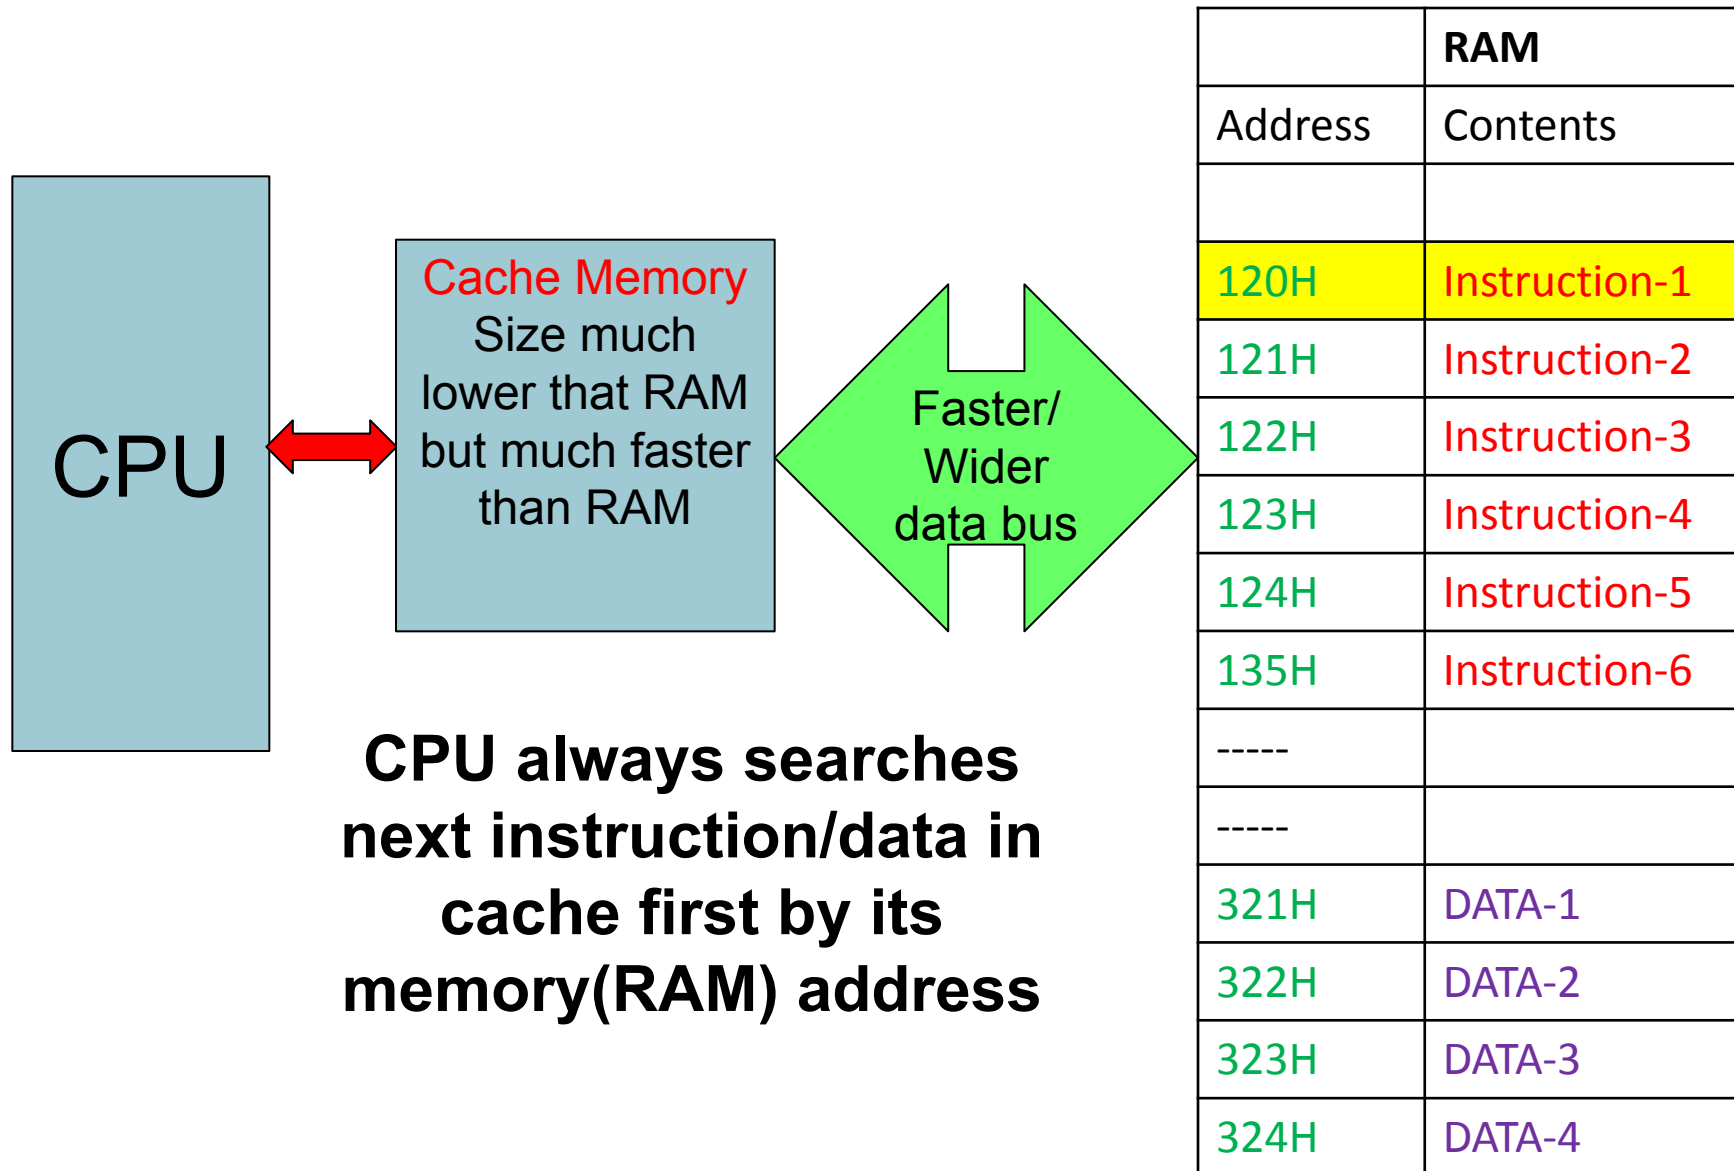 CPU
Cache Memory
Size much
lower that RAM
but much faster
than RAM
Faster/
Wider
data bus
CPU always searches
next instruction/data in
cache first by its
memory(RAM) address
RAM
Address Contents
120H Instruction-1
121H Instruction-2
122H Instruction-3
123H Instruction-4
124H Instruction-5
135H Instruction-6
-----
-----
321H DATA-1
322H DATA-2
323H DATA-3
324H DATA-4